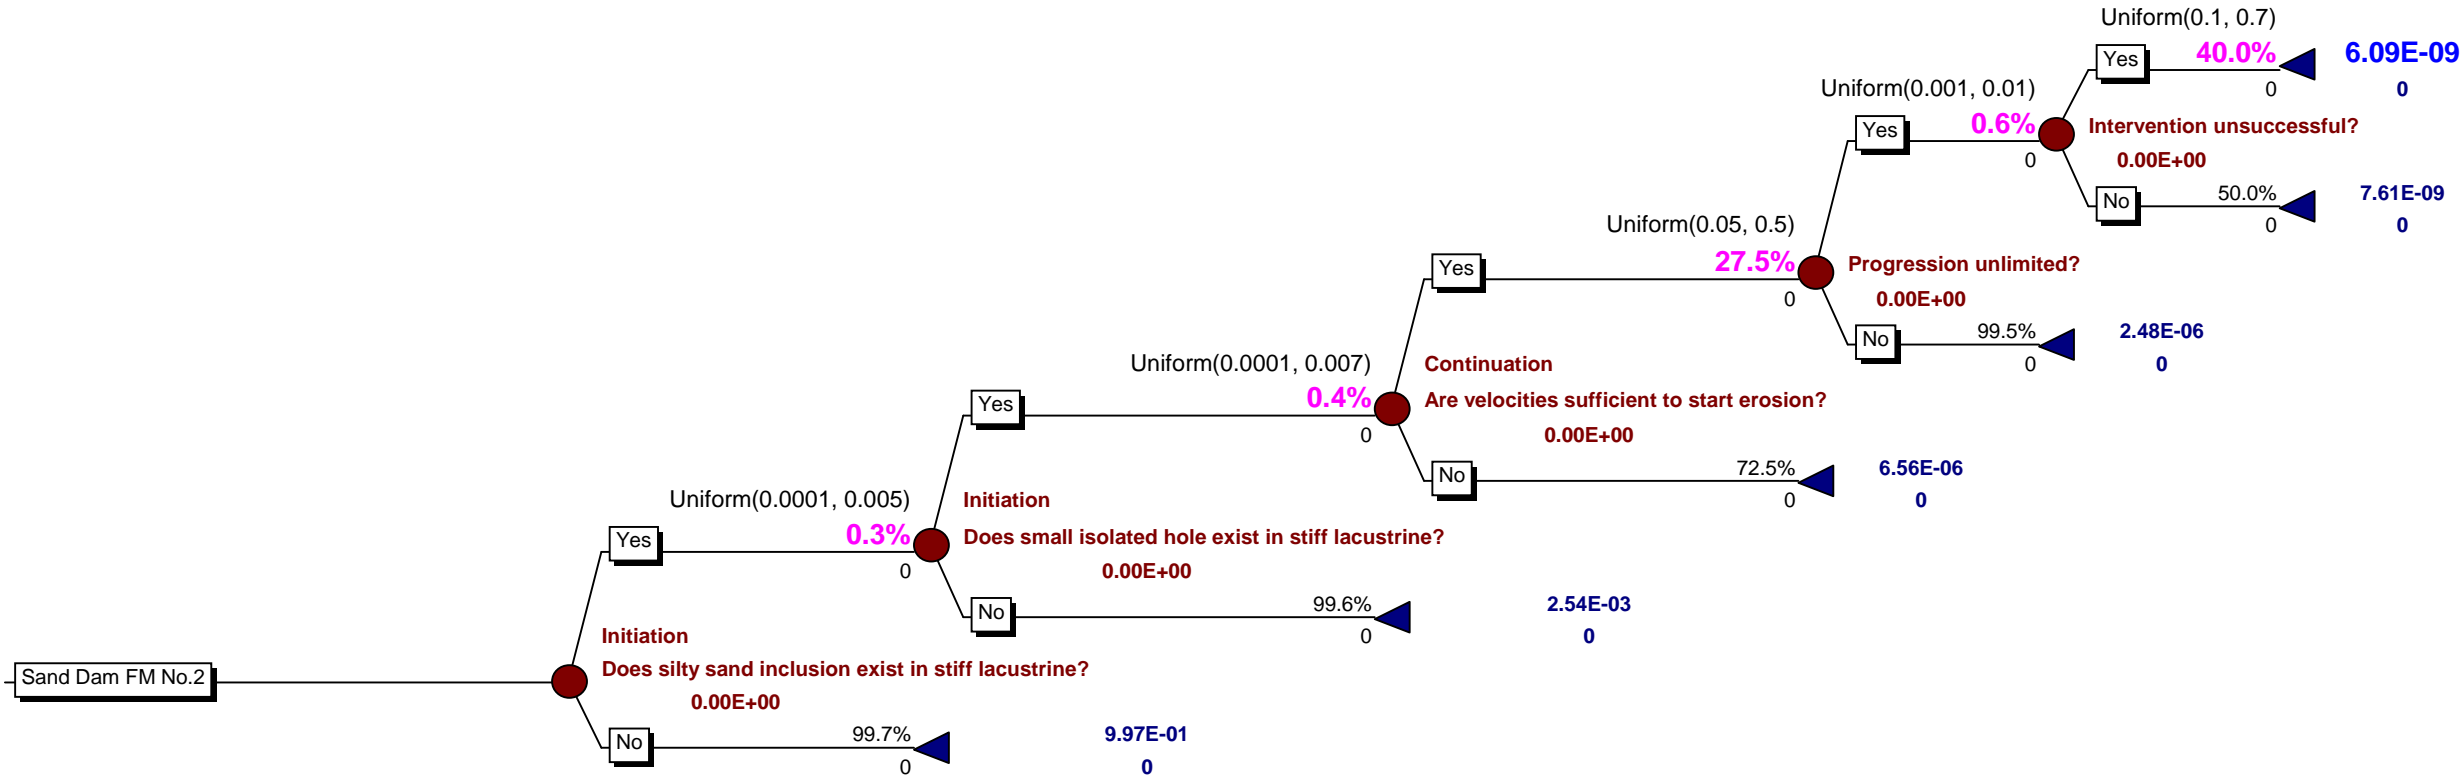 Uniform(0.1, 0.7)
Yes
40.0%
6.09E-09
0
0
Uniform(0.001, 0.01)
Yes
0.6%
Intervention unsuccessful?
0
0.00E+00
No
50.0%
7.61E-09
0
0
Uniform(0.05, 0.5)
Yes
27.5%
Progression unlimited?
0
0.00E+00
No
99.5%
2.48E-06
0
0
Uniform(0.0001, 0.007)
Continuation
Yes
0.4%
Are velocities sufficient to start erosion?
0
0.00E+00
No
72.5%
6.56E-06
0
0
Uniform(0.0001, 0.005)
Initiation
Yes
0.3%
Does small isolated hole exist in stiff lacustrine?
0
0.00E+00
No
99.6%
2.54E-03
0
0
Initiation
Sand Dam FM No.2
Does silty sand inclusion exist in stiff lacustrine?
0.00E+00
No
99.7%
9.97E-01
0
0